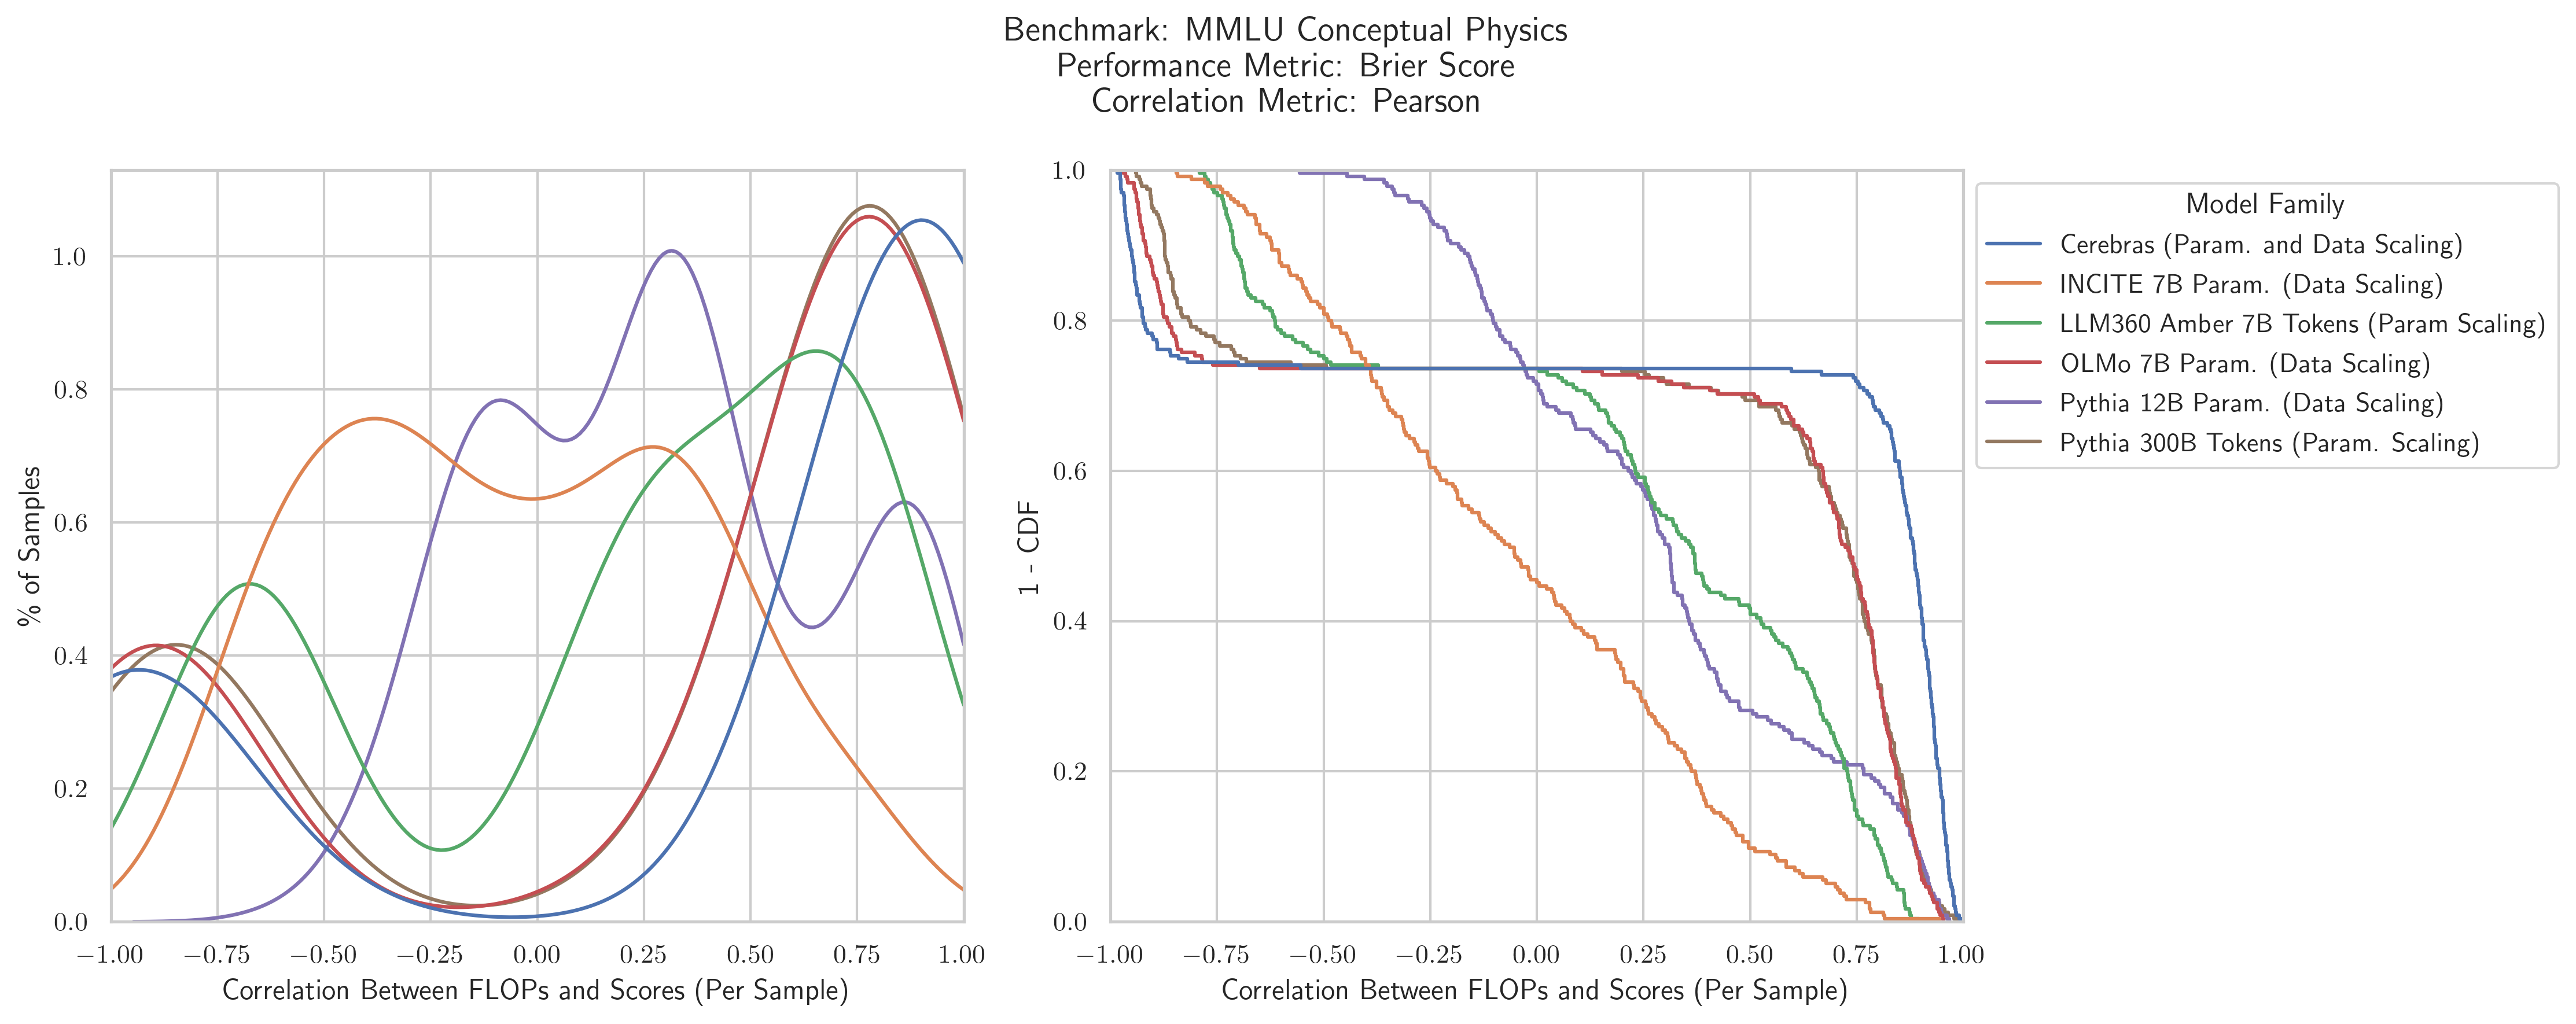 Benchmark: MMLU Conceptual Physics
Performance Metric: Brier Score
Correlation Metric: Pearson
% of Samples
1.0
0.8
0.6
0.4
0.2
0.0
−1.00 −0.75 −0.50 −0.25 0.00 0.25 0.50 0.75 1.00
Correlation Between FLOPs and Scores (Per Sample)
1 - CDF
1.0
0.8
0.6
0.4
0.2
0.0
−1.00 −0.75 −0.50 −0.25 0.00 0.25 0.50 0.75 1.00
Correlation Between FLOPs and Scores (Per Sample)
Model Family
Cerebras (Param. and Data Scaling)
INCITE 7B Param. (Data Scaling)
LLM360 Amber 7B Tokens (Param Scaling)
OLMo 7B Param. (Data Scaling)
Pythia 12B Param. (Data Scaling)
Pythia 300B Tokens (Param. Scaling)